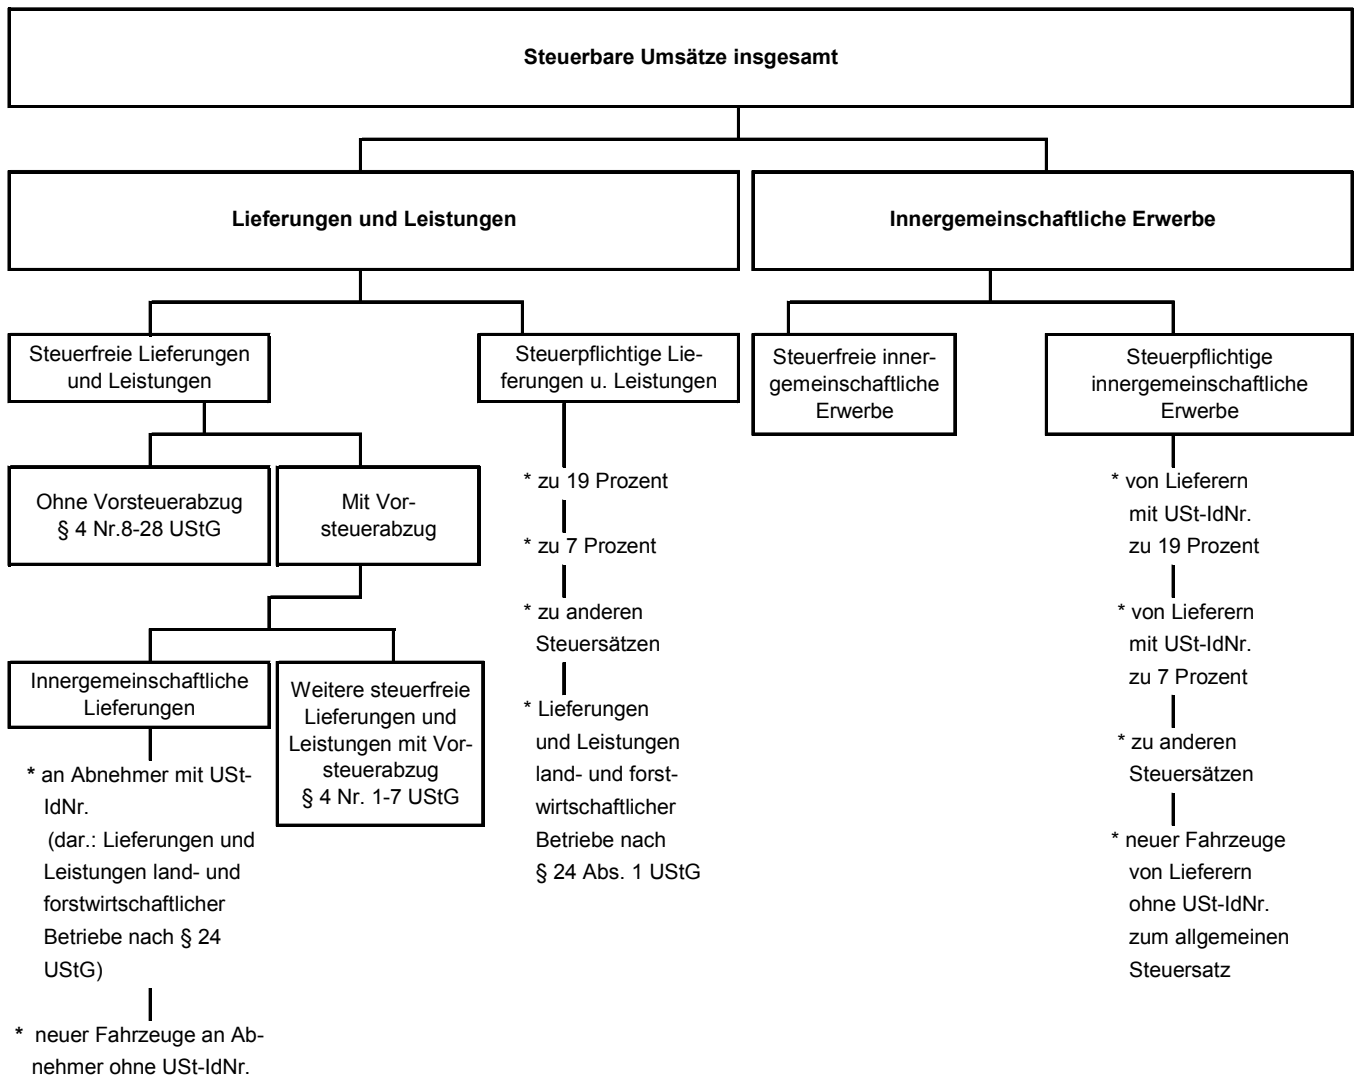 Steuerbare Umsätze insgesamt
Lieferungen und Leistungen
Innergemeinschaftliche Erwerbe
Steuerfreie Lieferungen
und Leistungen
Steuerpflichtige Lie-
ferungen u. Leistungen
Steuerfreie inner-
gemeinschaftliche
Erwerbe
Steuerpflichtige
innergemeinschaftliche
Erwerbe
Ohne Vorsteuerabzug
§ 4 Nr.8-28 UStG
Mit Vor-
steuerabzug
Innergemeinschaftliche
Lieferungen
Weitere steuerfreie
Lieferungen und
Leistungen mit Vor-
steuerabzug
§ 4 Nr. 1-7 UStG
* an Abnehmer mit USt-
IdNr.
(dar.: Lieferungen und
Leistungen land- und
forstwirtschaftlicher
Betriebe nach § 24
UStG)
* neuer Fahrzeuge an Ab-
nehmer ohne USt-IdNr.
* zu 19 Prozent
* zu 7 Prozent
* zu anderen
Steuersätzen
* Lieferungen
und Leistungen
land- und forst-
wirtschaftlicher
Betriebe nach
§ 24 Abs. 1 UStG
* von Lieferern
mit USt-IdNr.
zu 19 Prozent
* von Lieferern
mit USt-IdNr.
zu 7 Prozent
* zu anderen
Steuersätzen
* neuer Fahrzeuge
von Lieferern
ohne USt-IdNr.
zum allgemeinen
Steuersatz